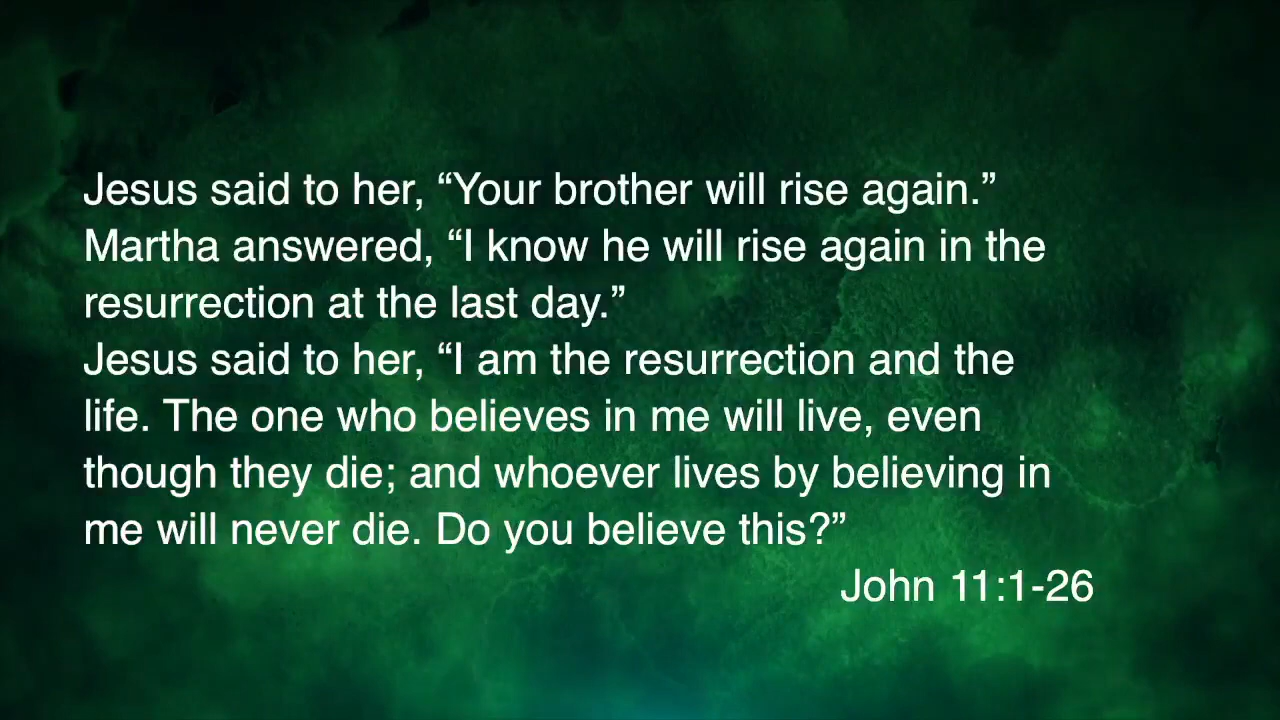 Jesus said to her, “Your brother will rise again.”
Martha answered, “I know he will rise again in the
resurrection at the last day.”
Jesus said to her, “I am the resurrection and the
life. The one who believes in me will live, even
though they die; and whoever lives by believing in
me will never die. Do you believe this?”
John 11:1-26